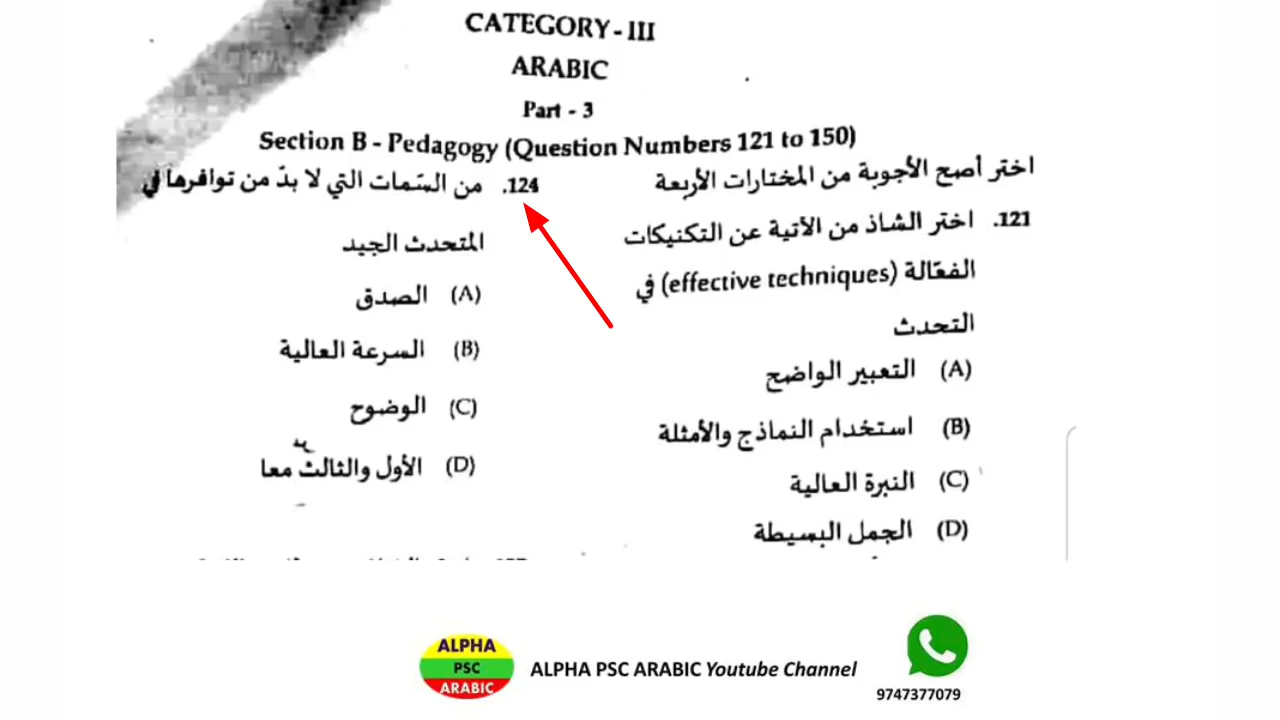 CATEGORY - III
ARABIC
Part - 3
Section B - Pedagogy (Question Numbers 121 to 150)
اختر أصح الأجوبة من المختارات الأربعة
121. اختر الشاذ من الآتية عن التكنيكات
الفعّالة (effective techniques) في
التحدث
(A) التعبير الواضح
(B) استخدام النماذج والأمثلة
(C) النبرة العالية
(D) الجمل البسيطة
124. من السّمات التي لا بدّ من توافرها في
المتحدث الجيد
(A) الصدق
(B) السرعة العالية
(C) الوضوح
(D) الأول والثالث معا
ALPHA
PSC
ARABIC
ALPHA PSC ARABIC Youtube Channel
9747377079